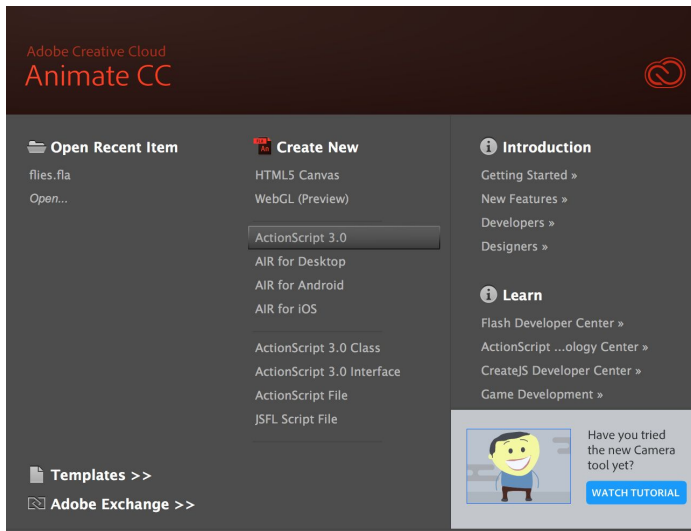 Adobe Creative Cloud
Animate CC
Open Recent Item
flies.fla
Open...
Templates >>
Adobe Exchange >>
Create New
HTML5 Canvas
WebGL (Preview)
ActionScript 3.0
AIR for Desktop
AIR for Android
AIR for iOS
ActionScript 3.0 Class
ActionScript 3.0 Interface
ActionScript File
JSFL Script File
Introduction
Getting Started »
New Features »
Developers »
Designers »
Learn
Flash Developer Center »
ActionScript ...ology Center »
CreateJS Developer Center »
Game Development »
Have you tried
the new Camera
tool yet?
WATCH TUTORIAL